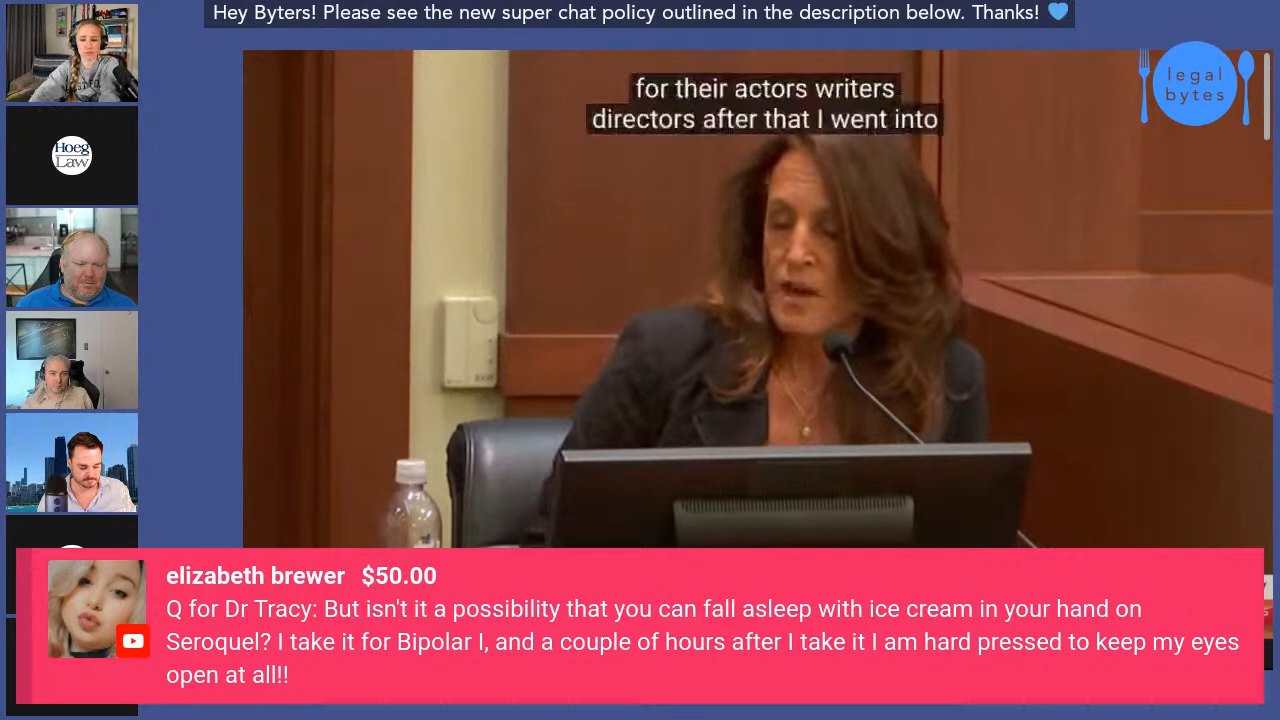 Hey Byters! Please see the new super chat policy outlined in the description below. Thanks! 💙
legal
bytes
for their actors writers
directors after that I went into
Hoeg
Law
elizabeth brewer $50.00
Q for Dr Tracy: But isn't it a possibility that you can fall asleep with ice cream in your hand on
Seroquel? I take it for Bipolar I, and a couple of hours after I take it I am hard pressed to keep my eyes
open at all!!